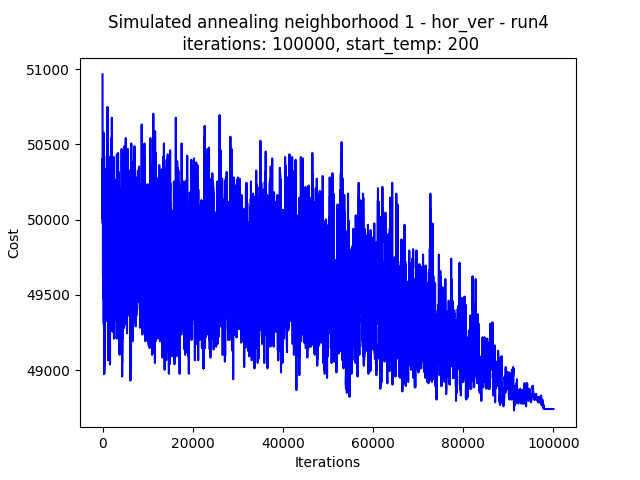 Simulated annealing neighborhood 1 - hor_ver - run4
iterations: 100000, start_temp: 200
51000
50500
50000
49500
49000
Cost
0 20000 40000 60000 80000 100000
Iterations